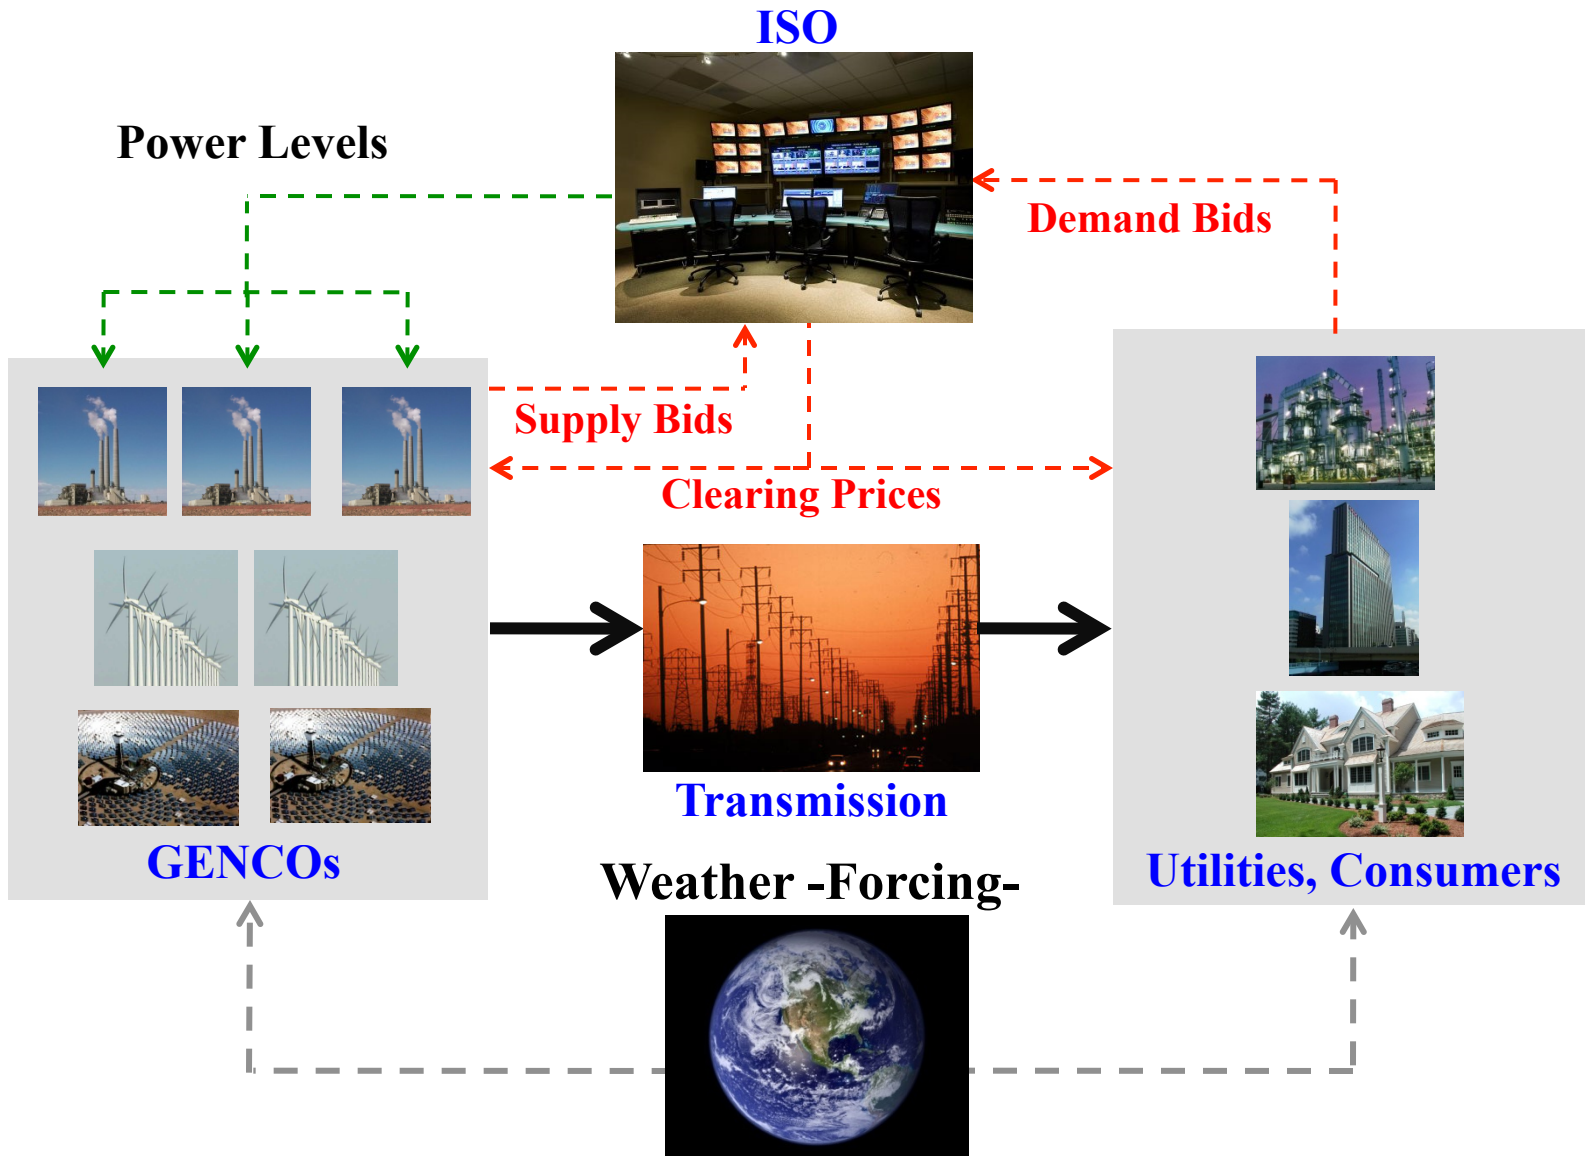 ISO
Power Levels
Demand Bids
Supply Bids
Clearing Prices
Transmission
GENCOs
Weather -Forcing-
Utilities, Consumers